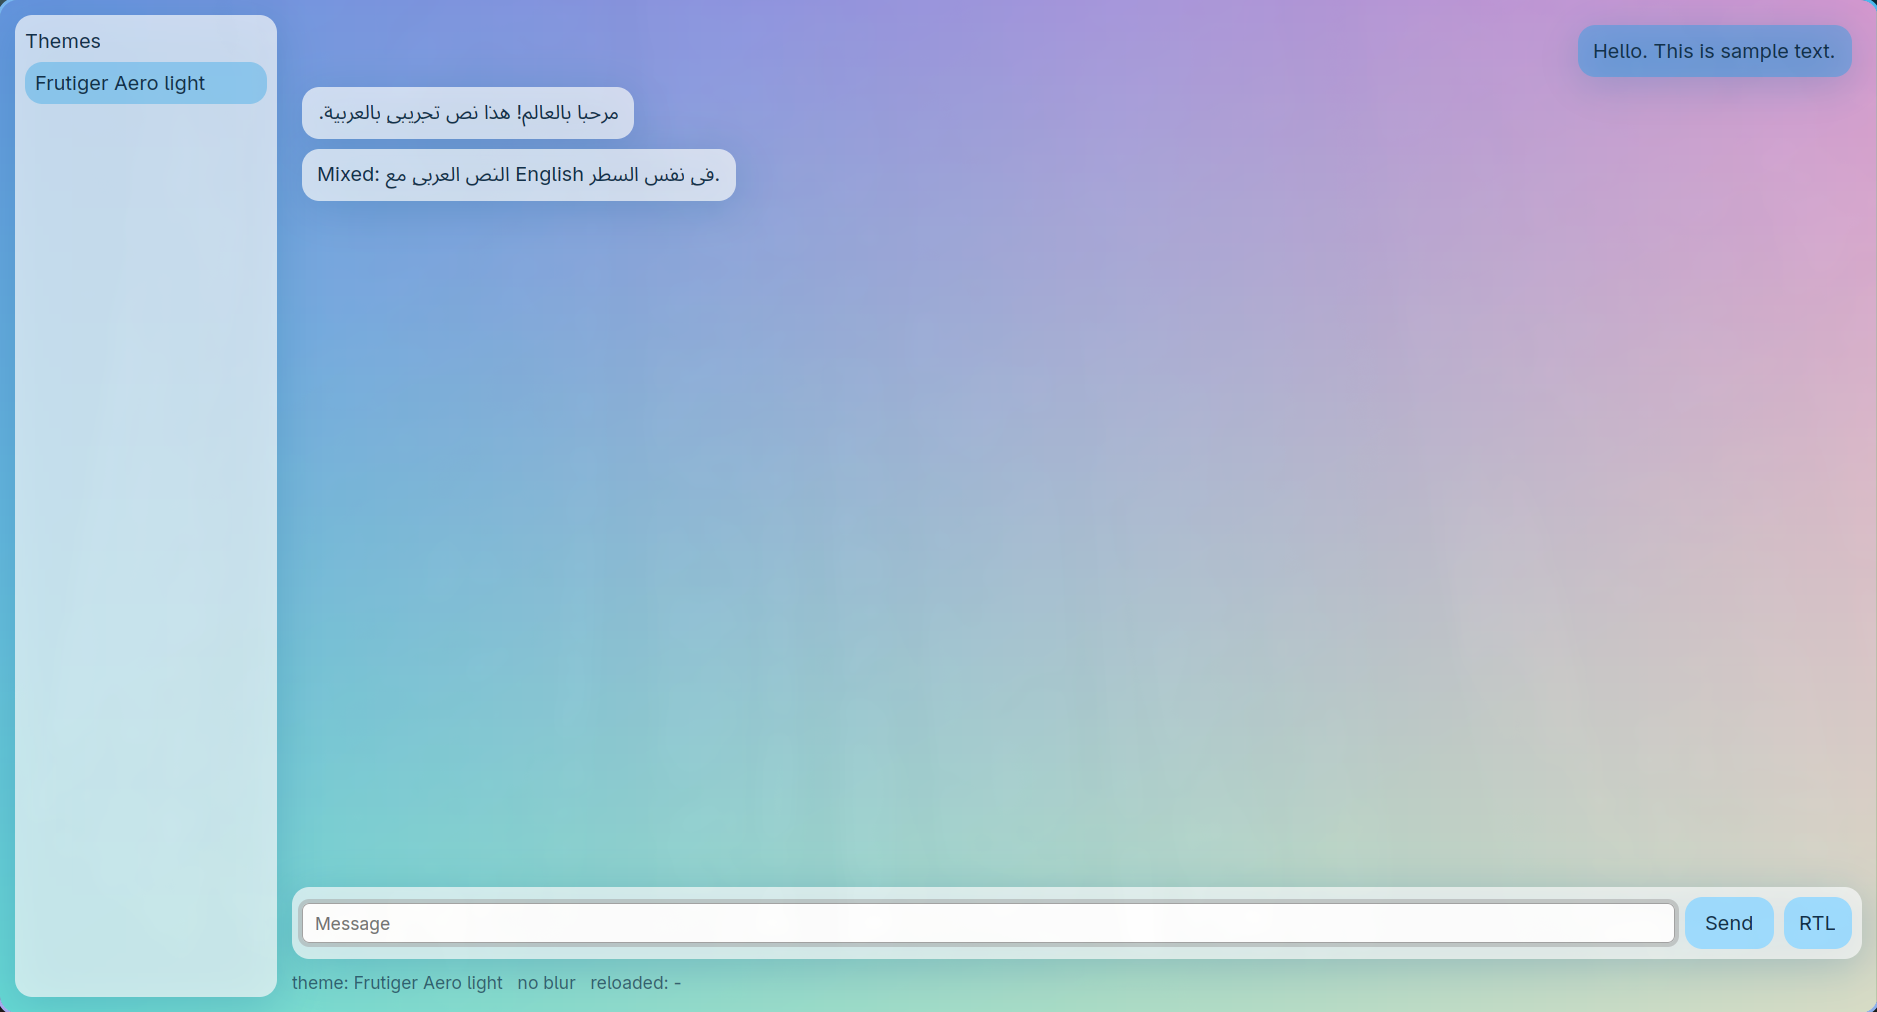 Themes
Frutiger Aero light
Hello. This is sample text.
مرحبا بالعالم! هذا نص تجريبي بالعربية.
Mixed: النص العربي مع English في نفس السطر.
Message
Send
RTL
theme: Frutiger Aero light no blur reloaded: -